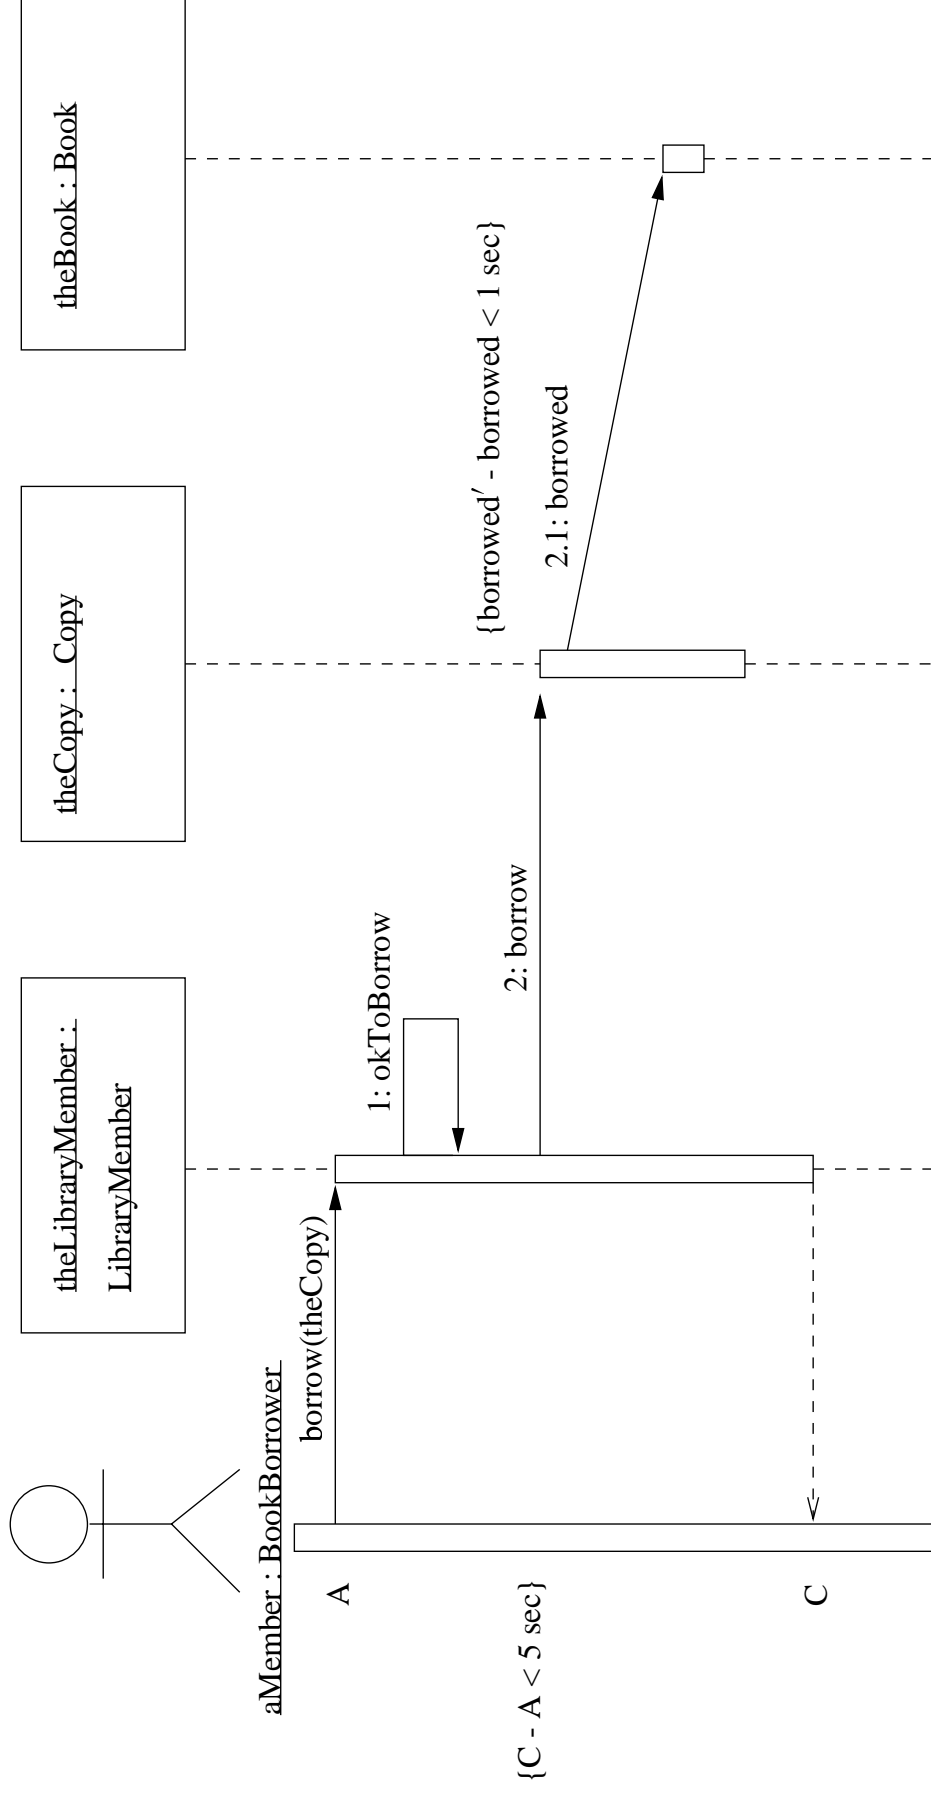 aMember : BookBorrower
theLibraryMember :
LibraryMember
theCopy : Copy
theBook : Book
borrow(theCopy)
A
1: okToBorrow
{C - A < 5 sec}
2: borrow
{borrowed′ - borrowed < 1 sec}
2.1: borrowed
C